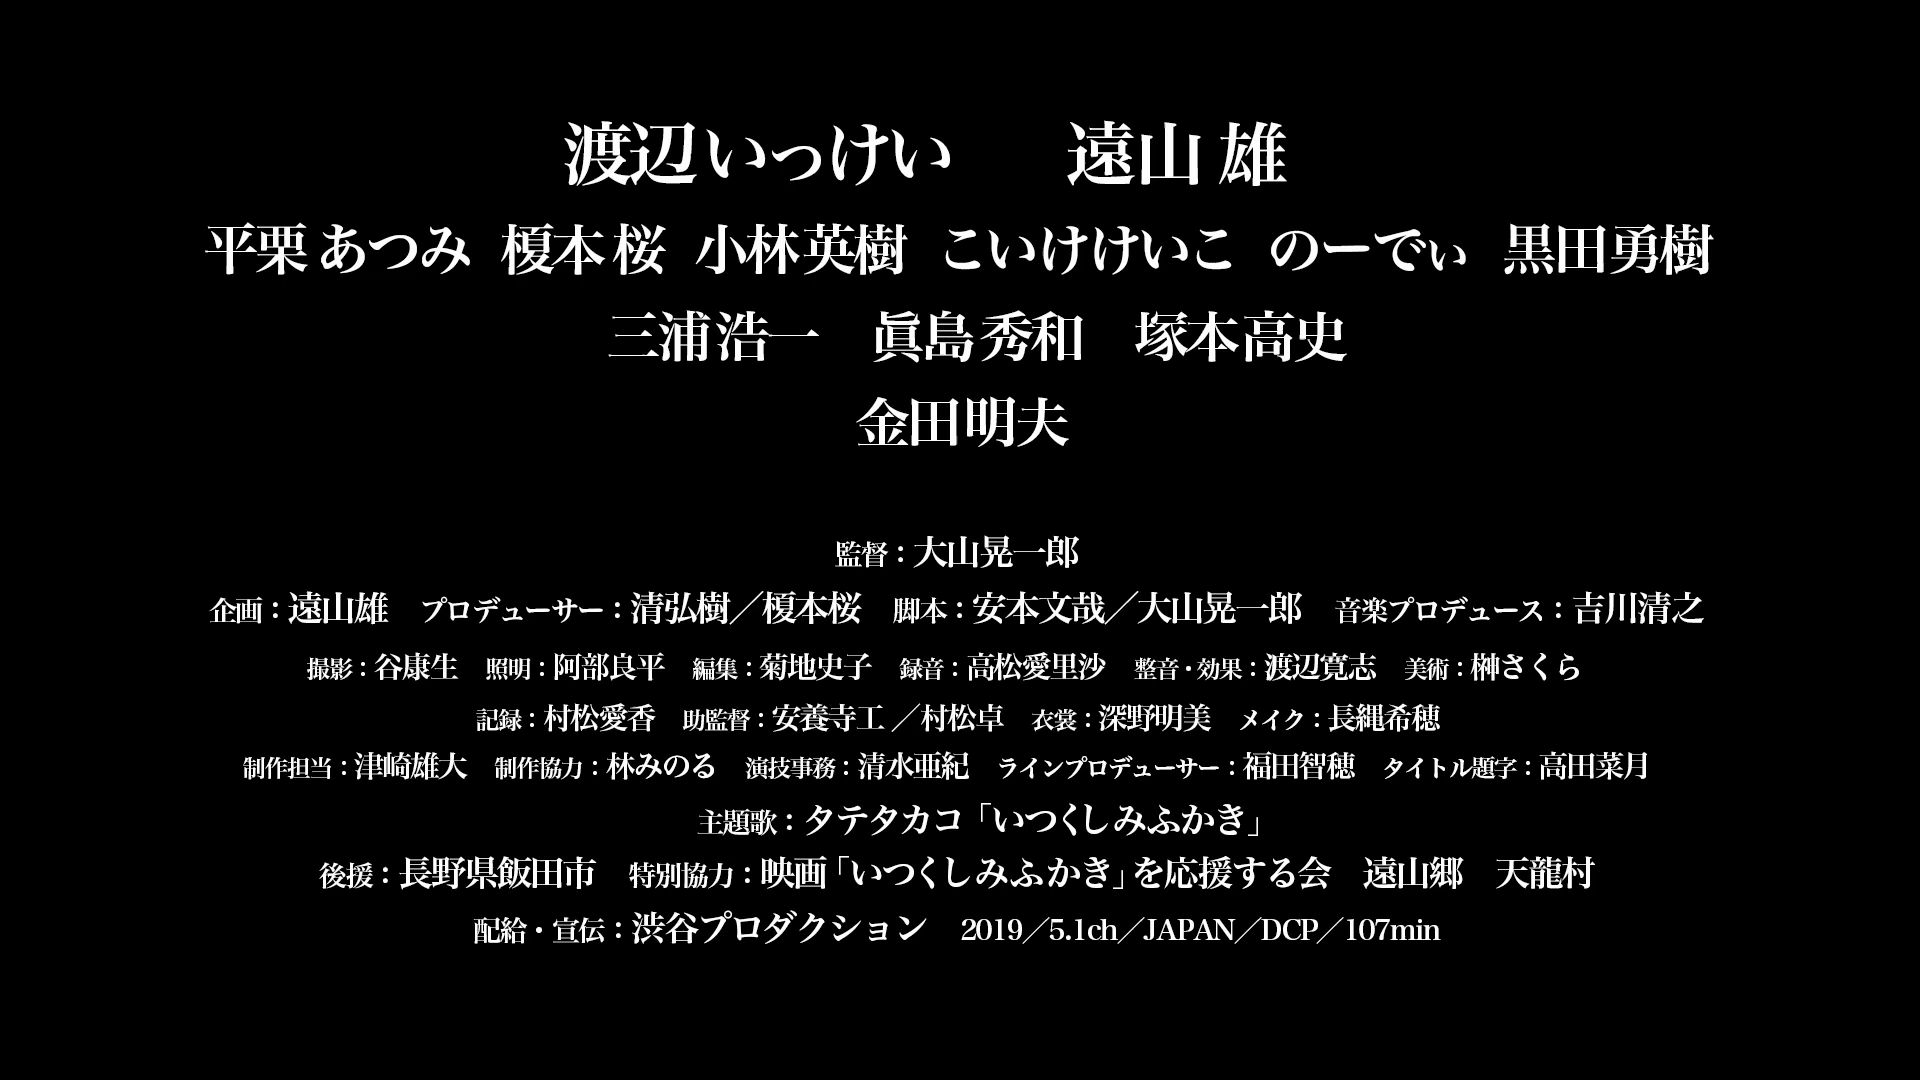 渡辺いっけい　遠山 雄
平栗 あつみ　榎本 桜　小林 英樹　こいけけいこ　のーでぃ　黒田勇樹
三浦 浩一　眞島 秀和　塚本 高史
金田 明夫
監督：大山晃一郎
企画：遠山雄　プロデューサー：清弘樹／榎本桜　脚本：安本文哉／大山晃一郎　音楽プロデュース：吉川清之
撮影：谷康生　照明：阿部良平　編集：菊地史子　録音：高松愛里沙　整音・効果：渡辺寛志　美術：榊さくら
記録：村松愛香　助監督：安養寺工／村松卓　衣裳：深野明美　メイク：長縄希穂
制作担当：津崎雄大　制作協力：林みのる　演技事務：清水亜紀　ラインプロデューサー：福田智穂　タイトル題字：高田菜月
主題歌：タテタカコ「いつくしみふかき」
後援：長野県飯田市　特別協力：映画「いつくしみふかき」を応援する会　遠山郷　天龍村
配給・宣伝：渋谷プロダクション　2019／5.1ch／JAPAN／DCP／107min